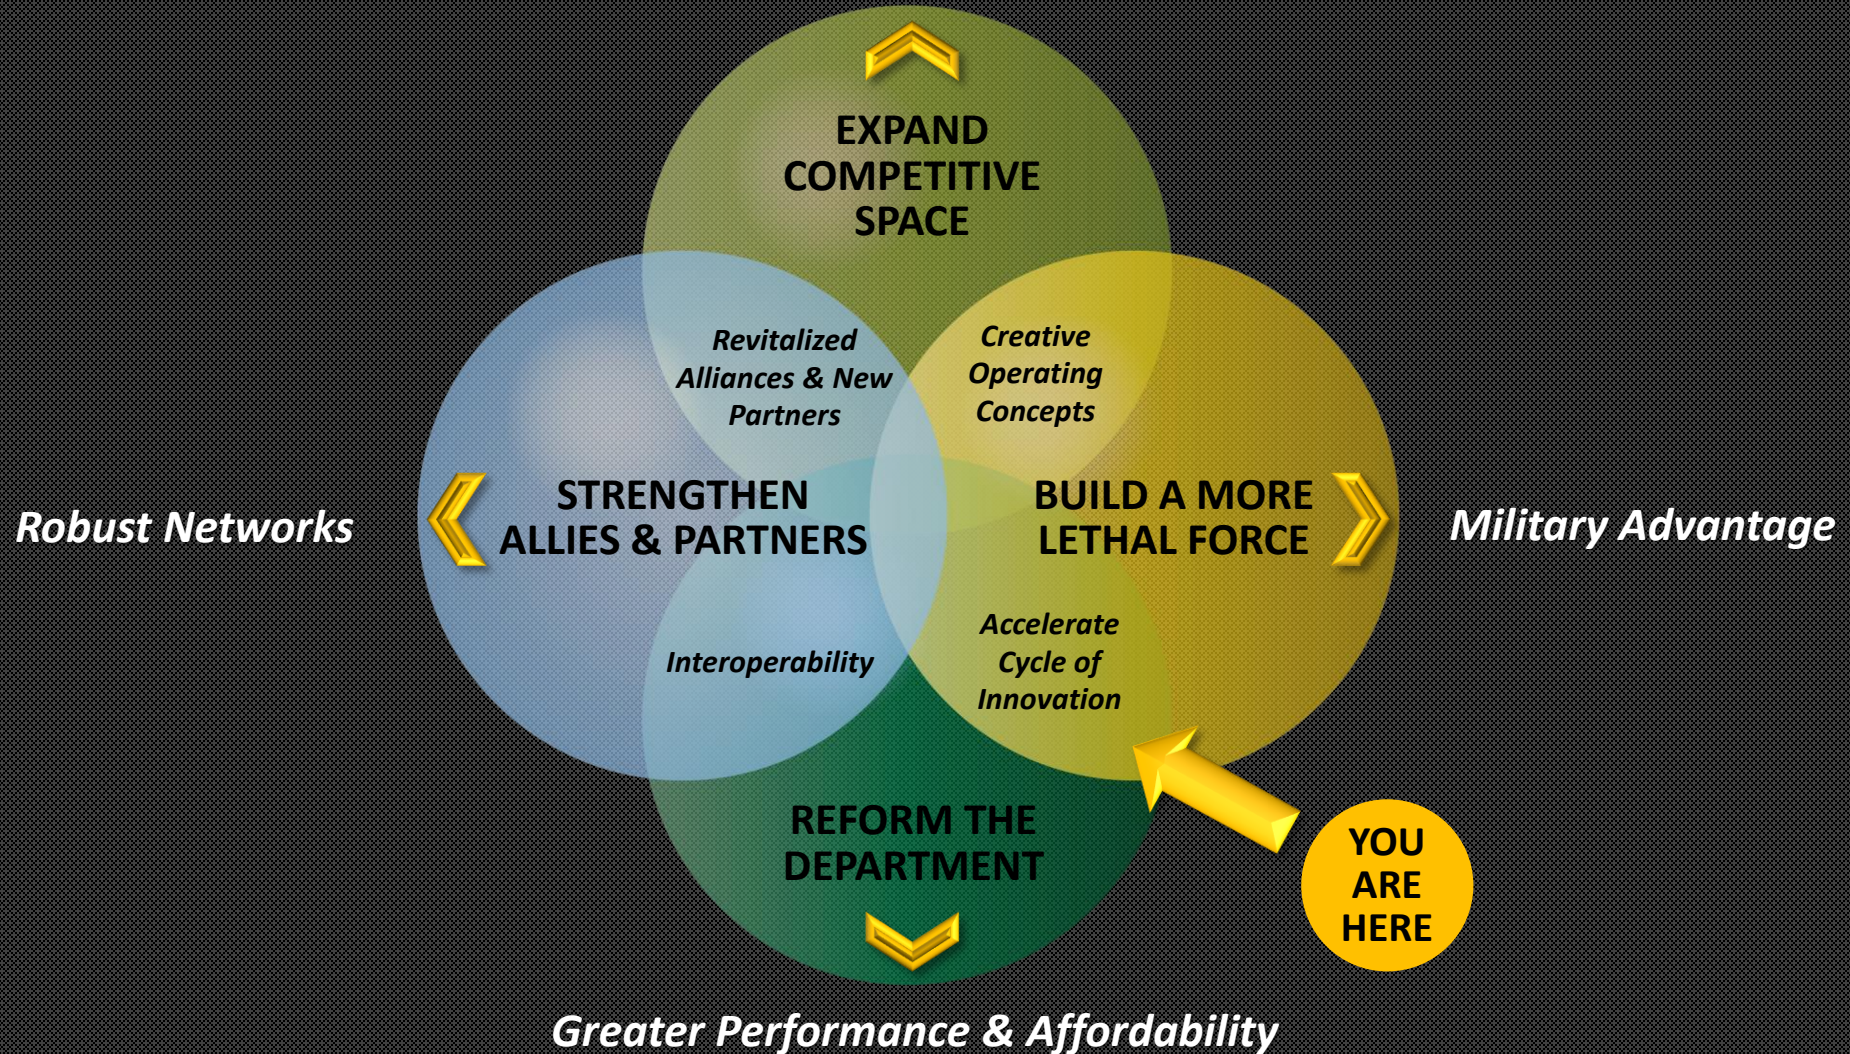 EXPAND
COMPETITIVE
SPACE
Revitalized
Alliances & New
Partners
Creative
Operating
Concepts
Robust Networks
STRENGTHEN
ALLIES & PARTNERS
BUILD A MORE
LETHAL FORCE
Military Advantage
Interoperability
Accelerate
Cycle of
Innovation
REFORM THE
DEPARTMENT
YOU
ARE
HERE
Greater Performance & Affordability